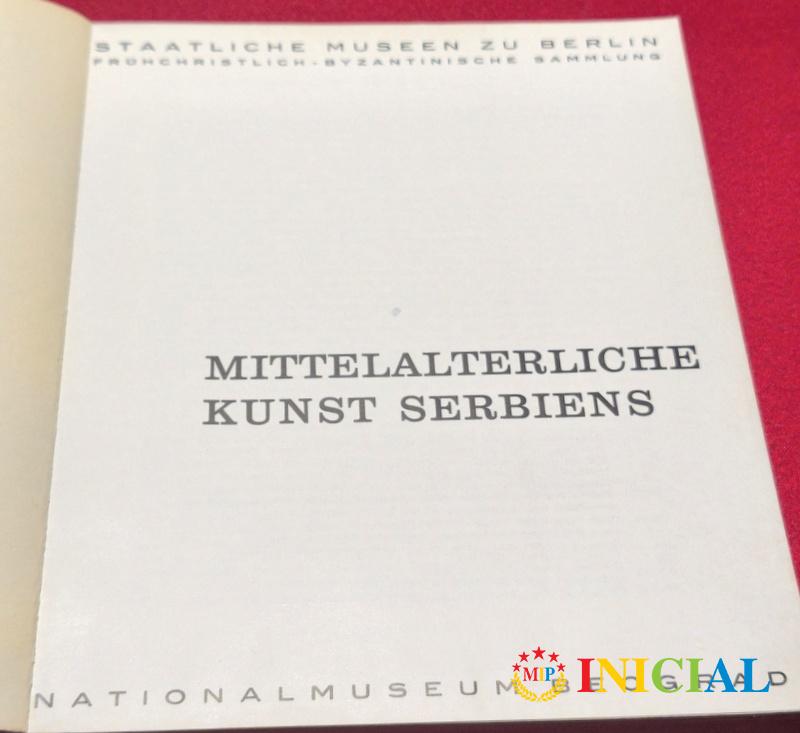 STAATLICHE MUSEEN ZU BERLIN
FRÜHCHRISTLICH-BYZANTINISCHE SAMMLUNG
MITTELALTERLICHE
KUNST SERBIENS
NATIONALMUSEUM BEOGRAD
MIP INICIAL